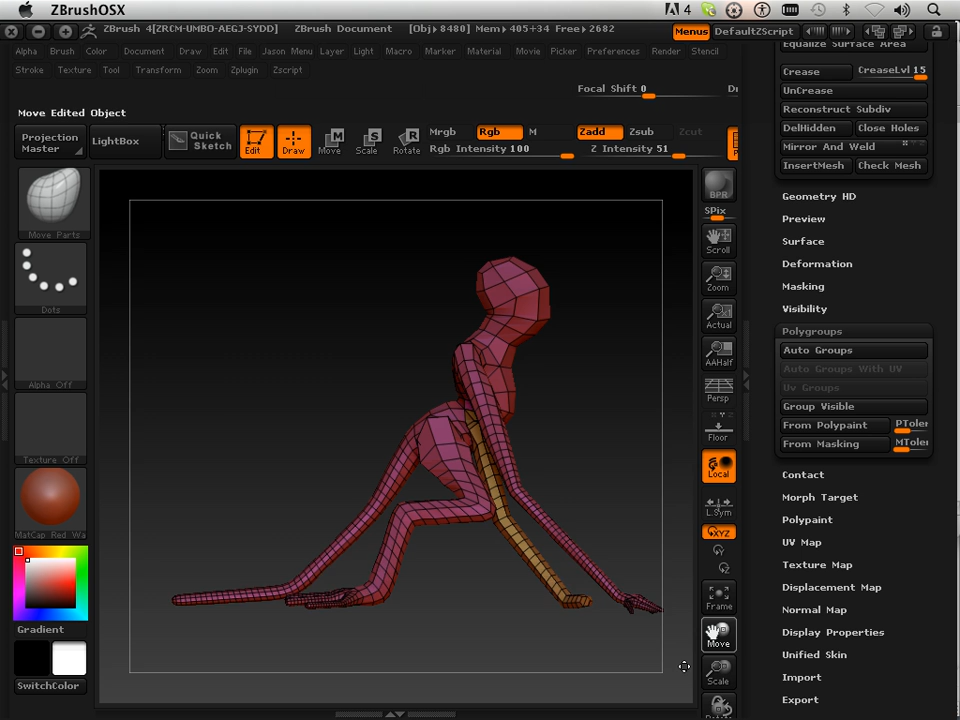 ZBrushOSX
4
ZBrush 4[ZRCM-UMBO-AEGJ-SYDD] ZBrush Document [Obj▸8480] Mem▸405+34 Free▸2682 Menus DefaultZScript
Alpha Brush Color Document Draw Edit File Jason Menu Layer Light Macro Marker Material Movie Picker Preferences Render Stencil
Stroke Texture Tool Transform Zoom Zplugin Zscript
Focal Shift 0
Move Edited Object
Projection Master
LightBox
Quick Sketch
Edit
Draw
Move
Scale
Rotate
Mrgb Rgb M
Rgb Intensity 100
Zadd Zsub Zcut
Z Intensity 51
Move Parts
Dots
Alpha Off
Texture Off
MatCap Red Wa
Gradient
SwitchColor
BPR
SPix
Scroll
Zoom
Actual
AAHalf
Persp
Floor
Local
L.Sym
XYZ
Frame
Move
Scale
Rotate
Equalize Surface Area
Crease CreaseLvl 15
UnCrease
Reconstruct Subdiv
DelHidden Close Holes
Mirror And Weld
InsertMesh Check Mesh
Geometry HD
Preview
Surface
Deformation
Masking
Visibility
Polygroups
Auto Groups
Auto Groups With UV
Uv Groups
Group Visible
From Polypaint PToler
From Masking MToler
Contact
Morph Target
Polypaint
UV Map
Texture Map
Displacement Map
Normal Map
Display Properties
Unified Skin
Import
Export